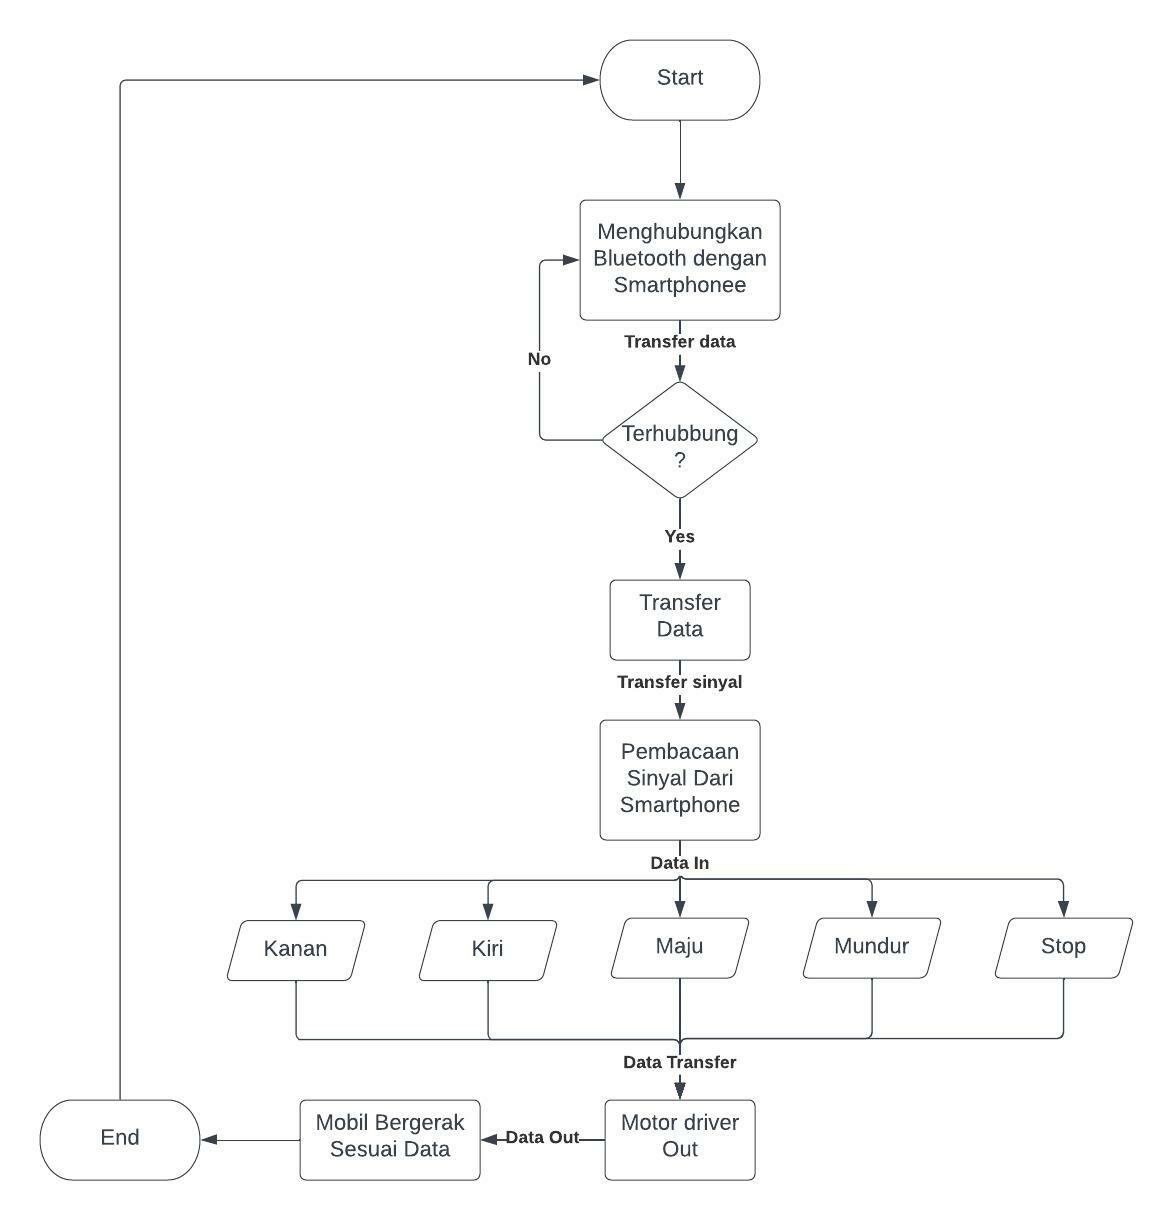 Start
Menghubungkan
Bluetooth dengan
Smartphonee
Transfer data
No
Terhubbung
?
Yes
Transfer
Data
Transfer sinyal
Pembacaan
Sinyal Dari
Smartphone
Data In
Kanan
Kiri
Maju
Mundur
Stop
Data Transfer
End
Mobil Bergerak
Sesuai Data
Data Out
Motor driver
Out